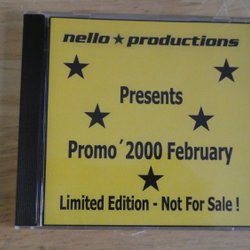 nello★productions
Presents
Promo´2000 February
Limited Edition - Not For Sale !